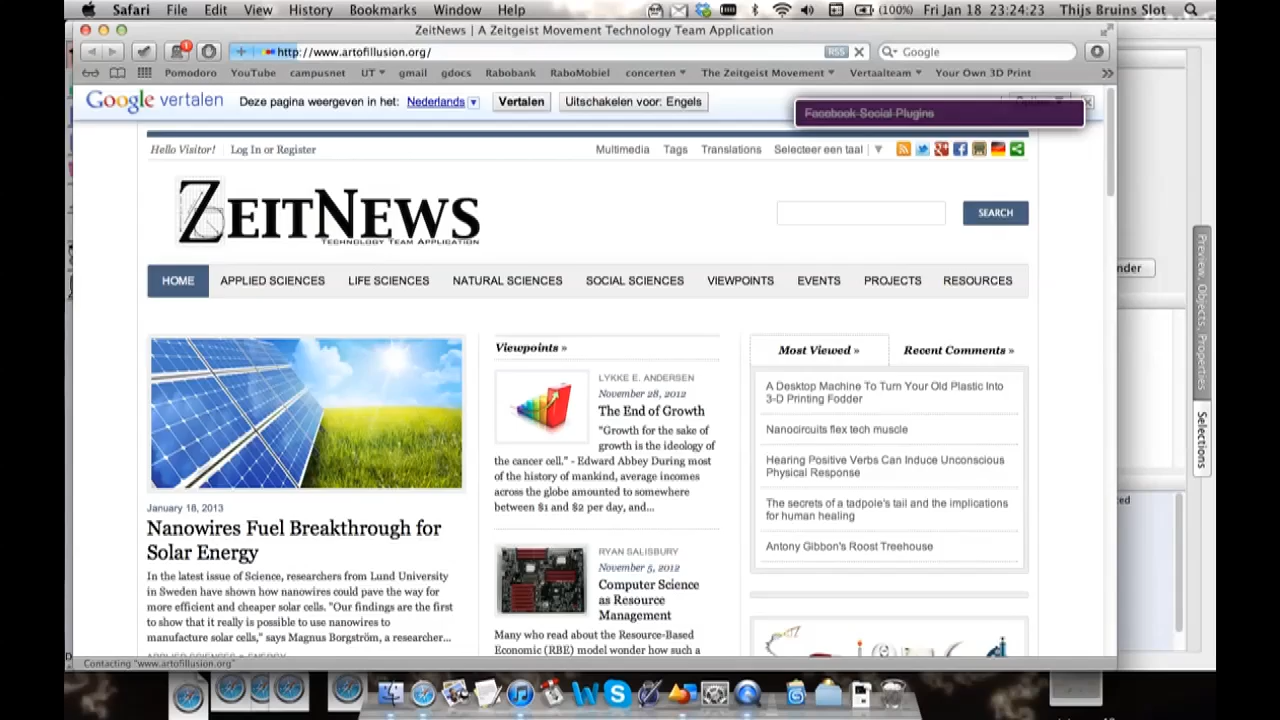 Safari File Edit View History Bookmarks Window Help (100%) Fri Jan 18 23:24:23 Thijs Bruins Slot
ZeitNews | A Zeitgeist Movement Technology Team Application
1 http://www.artofillusion.org/ RSS Google
Pomodoro YouTube campusnet UT gmail gdocs Rabobank RaboMobiel concerten The Zeitgeist Movement Vertaalteam Your Own 3D Print
Google vertalen Deze pagina weergeven in het: Nederlands Vertalen Uitschakelen voor: Engels
Facebook Social Plugins
Hello Visitor! Log In or Register Multimedia Tags Translations Selecteer een taal
ZEITNEWS
TECHNOLOGY TEAM APPLICATION
SEARCH
HOME APPLIED SCIENCES LIFE SCIENCES NATURAL SCIENCES SOCIAL SCIENCES VIEWPOINTS EVENTS PROJECTS RESOURCES
January 18, 2013
Nanowires Fuel Breakthrough for
Solar Energy
In the latest issue of Science, researchers from Lund University
in Sweden have shown how nanowires could pave the way for
more efficient and cheaper solar cells. "Our findings are the first
to show that it really is possible to use nanowires to
manufacture solar cells," says Magnus Borgström, a researcher...
APPLIED SCIENCES » ENERGY
Viewpoints »
LYKKE E. ANDERSEN
November 28, 2012
The End of Growth
"Growth for the sake of
growth is the ideology of
the cancer cell." - Edward Abbey During most
of the history of mankind, average incomes
across the globe amounted to somewhere
between $1 and $2 per day, and...
RYAN SALISBURY
November 5, 2012
Computer Science
as Resource
Management
Many who read about the Resource-Based
Economic (RBE) model wonder how such a
Most Viewed » Recent Comments »
A Desktop Machine To Turn Your Old Plastic Into
3-D Printing Fodder
Nanocircuits flex tech muscle
Hearing Positive Verbs Can Induce Unconscious
Physical Response
The secrets of a tadpole's tail and the implications
for human healing
Antony Gibbon's Roost Treehouse
Contacting "www.artofillusion.org"
nder
Preview, Objects, Properties
Selections
ted